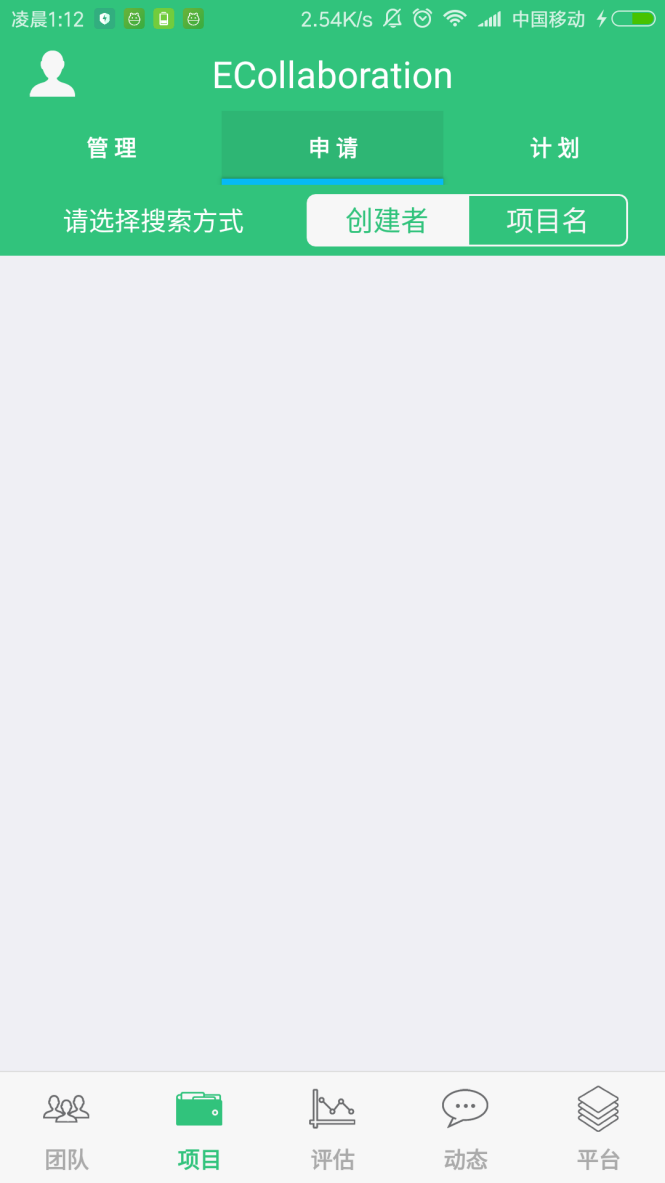 凌晨1:12 2.54K/s 中国移动
ECollaboration
管理 申请 计划
请选择搜索方式 创建者 项目名
团队 项目 评估 动态 平台